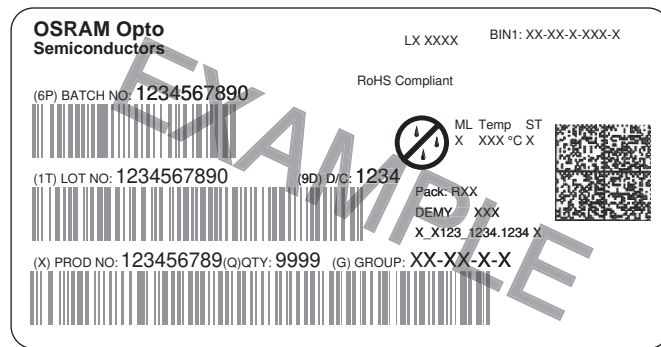 OSRAM Opto
Semiconductors
LX XXXX
BIN1: XX-XX-X-XXX-X
RoHS Compliant
(6P) BATCH NO: 1234567890
ML Temp ST
X XXX °C X
(1T) LOT NO: 1234567890 (9D) D/C: 1234
Pack: RXX
DEMY XXX
X_X123_1234.1234 X
(X) PROD NO: 123456789(Q)QTY: 9999 (G) GROUP: XX-XX-X-X
EXAMPLE